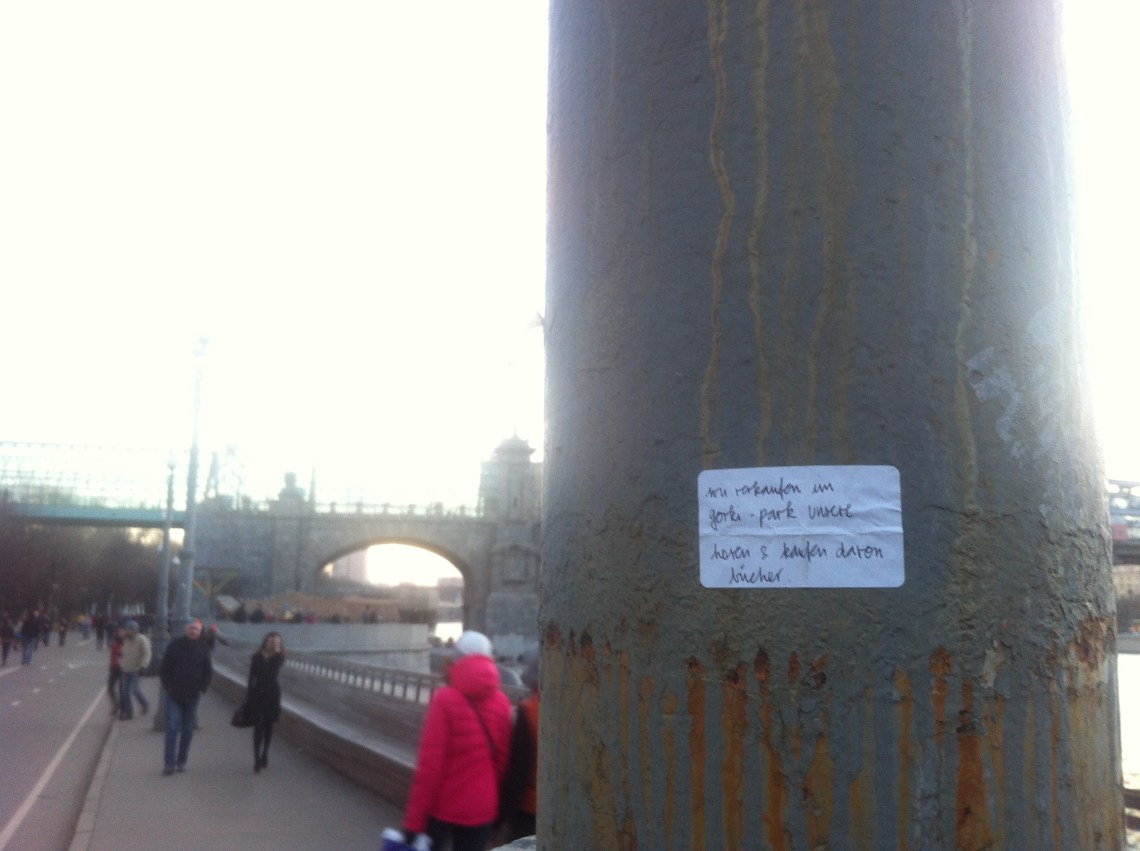 wir verkaufen im
gorki-park unsere
hosen & kaufen davon
bücher.